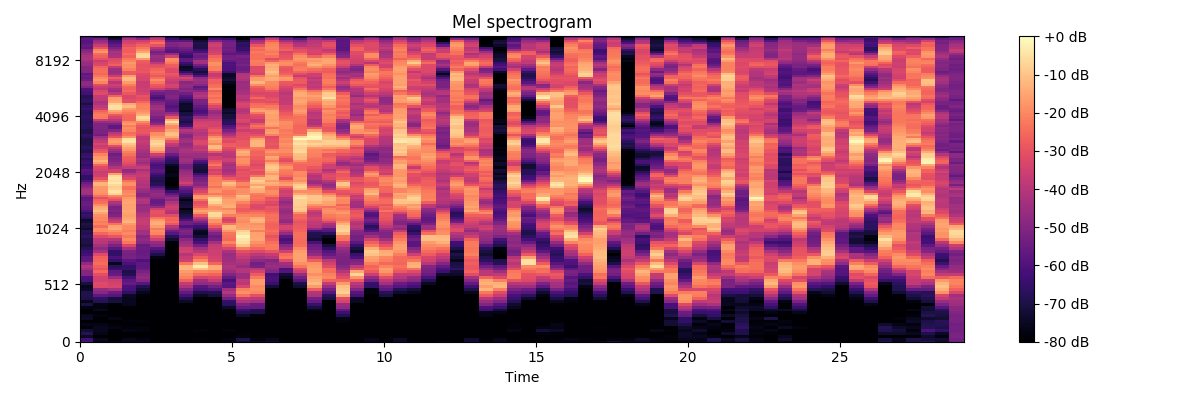 Mel spectrogram
Hz
8192
4096
2048
1024
512
0
0 5 10 15 20 25
Time
+0 dB
-10 dB
-20 dB
-30 dB
-40 dB
-50 dB
-60 dB
-70 dB
-80 dB